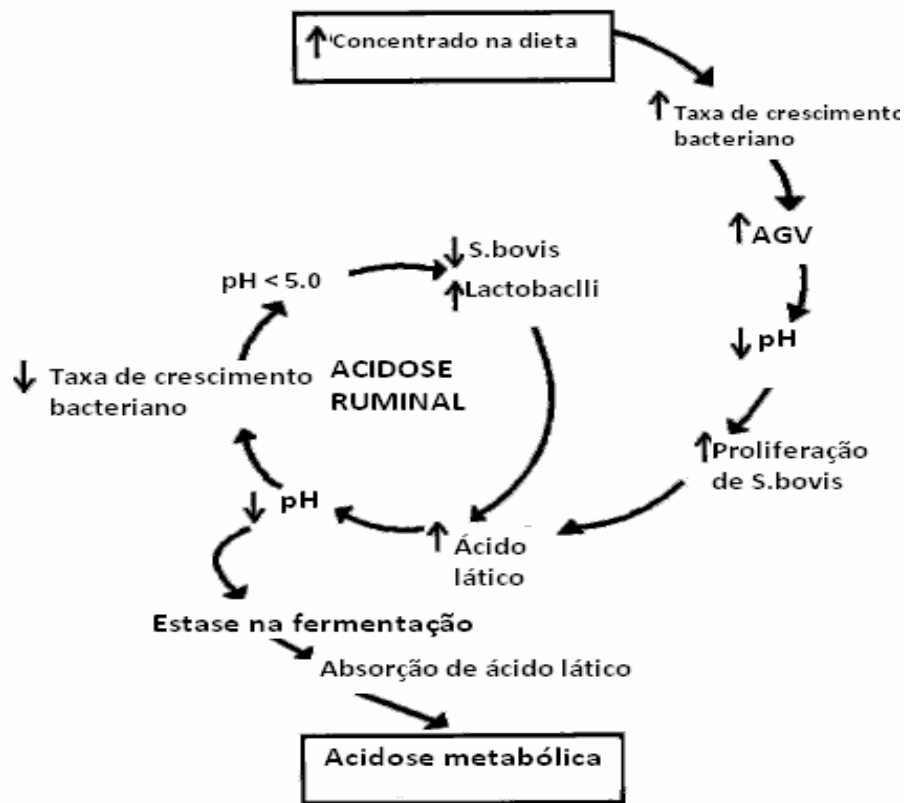 ↑Concentrado na dieta
↑ Taxa de crescimento
bacteriano
↑AGV
↓ pH
↑Proliferação
de S.bovis
↑ Ácido
lático
↓ pH
↓ Taxa de crescimento
bacteriano
pH < 5.0
↓S.bovis
↑Lactobaclli
ACIDOSE
RUMINAL
Estase na fermentação
Absorção de ácido lático
Acidose metabólica